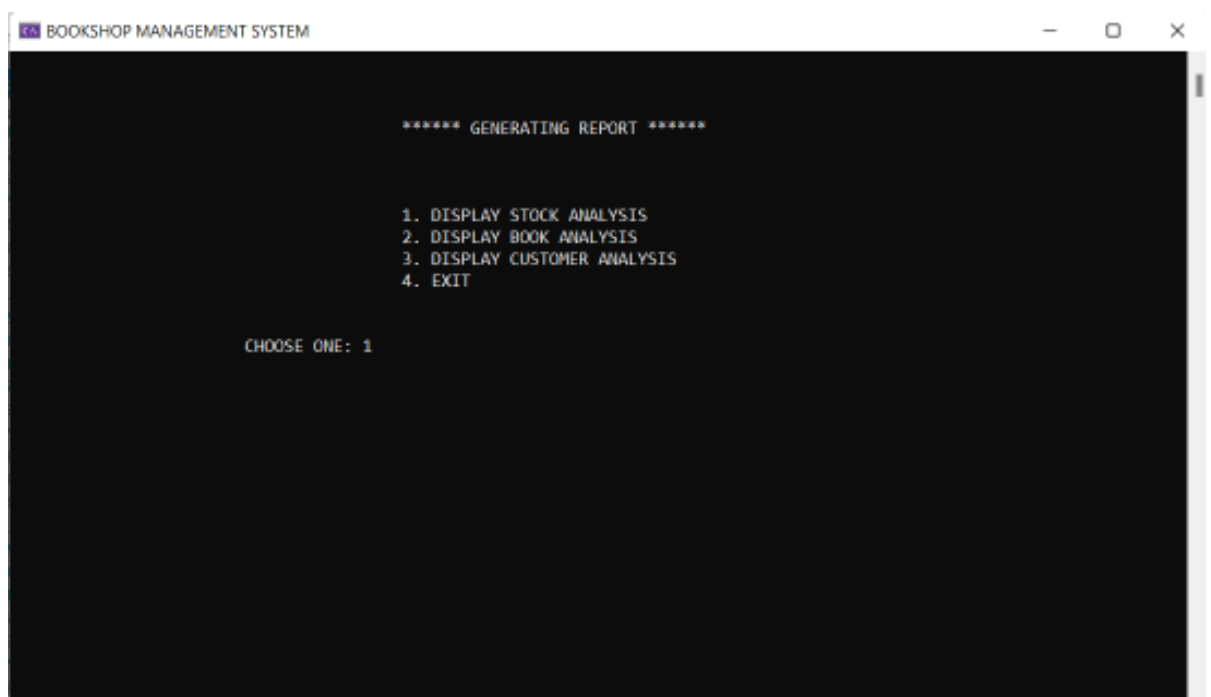 BOOKSHOP MANAGEMENT SYSTEM
****** GENERATING REPORT ******
1. DISPLAY STOCK ANALYSIS
2. DISPLAY BOOK ANALYSIS
3. DISPLAY CUSTOMER ANALYSIS
4. EXIT
CHOOSE ONE: 1